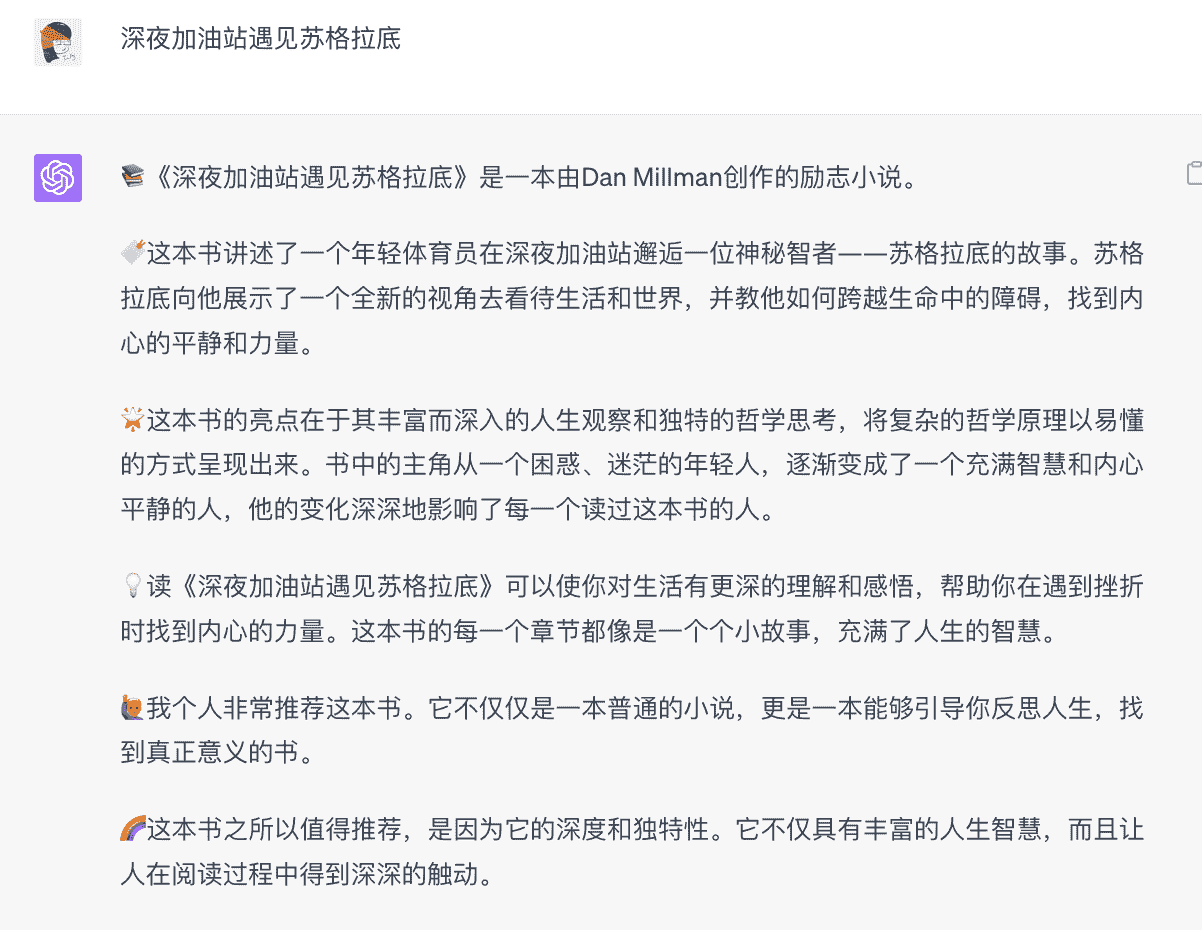 深夜加油站遇见苏格拉底
📚《深夜加油站遇见苏格拉底》是一本由Dan Millman创作的励志小说。
🏷️这本书讲述了一个年轻体育员在深夜加油站邂逅一位神秘智者——苏格拉底的故事。苏格
拉底向他展示了一个全新的视角去看待生活和世界，并教他如何跨越生命中的障碍，找到内
心的平静和力量。
🌟这本书的亮点在于其丰富而深入的人生观察和独特的哲学思考，将复杂的哲学原理以易懂
的方式呈现出来。书中的主角从一个困惑、迷茫的年轻人，逐渐变成了一个充满智慧和内心
平静的人，他的变化深深地影响了每一个读过这本书的人。
💡读《深夜加油站遇见苏格拉底》可以使你对生活有更深的理解和感悟，帮助你在遇到挫折
时找到内心的力量。这本书的每一个章节都像是一个个小故事，充满了人生的智慧。
🙋我个人非常推荐这本书。它不仅仅是一本普通的小说，更是一本能够引导你反思人生，找
到真正意义的书。
🌈这本书之所以值得推荐，是因为它的深度和独特性。它不仅具有丰富的人生智慧，而且让
人在阅读过程中得到深深的触动。